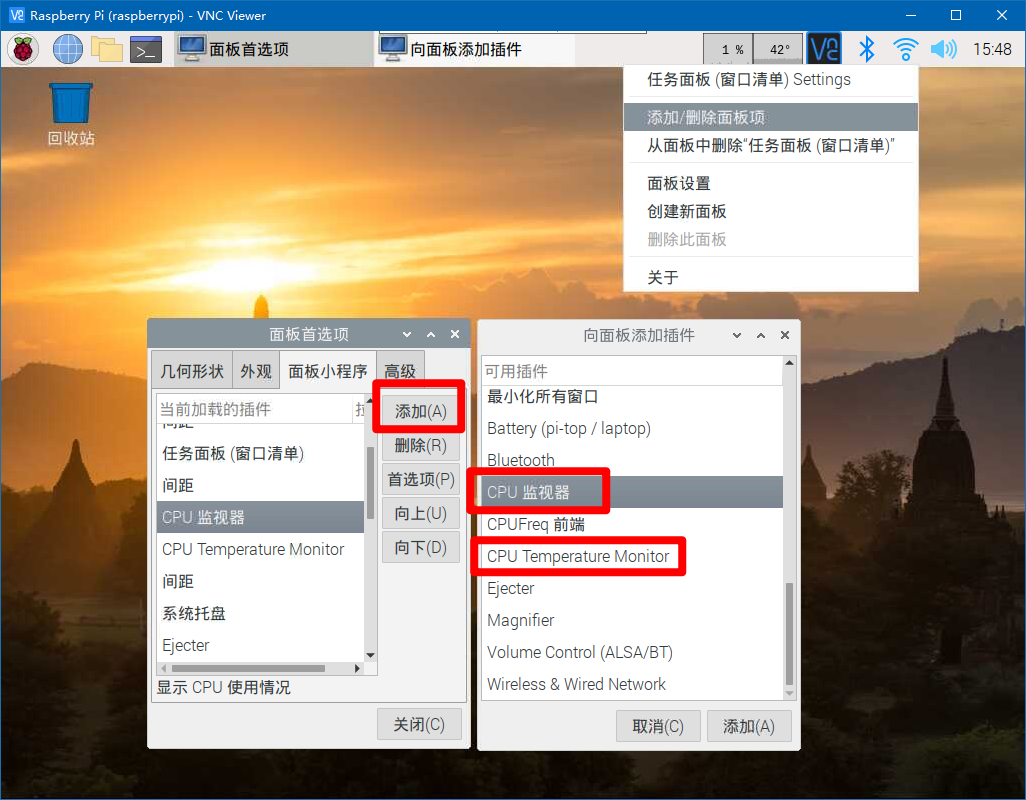 Raspberry Pi (raspberrypi) - VNC Viewer
面板首选项
向面板添加插件
1 %
42°
15:48
回收站
任务面板 (窗口清单) Settings
添加/删除面板项
从面板中删除“任务面板 (窗口清单)”
面板设置
创建新面板
删除此面板
关于
面板首选项
几何形状 外观 面板小程序 高级
当前加载的插件
间距
任务面板 (窗口清单)
间距
CPU 监视器
CPU Temperature Monitor
间距
系统托盘
Ejecter
显示 CPU 使用情况
添加(A)
删除(R)
首选项(P)
向上(U)
向下(D)
关闭(C)
向面板添加插件
可用插件
最小化所有窗口
Battery (pi-top / laptop)
Bluetooth
CPU 监视器
CPUFreq 前端
CPU Temperature Monitor
Ejecter
Magnifier
Volume Control (ALSA/BT)
Wireless & Wired Network
取消(C)
添加(A)